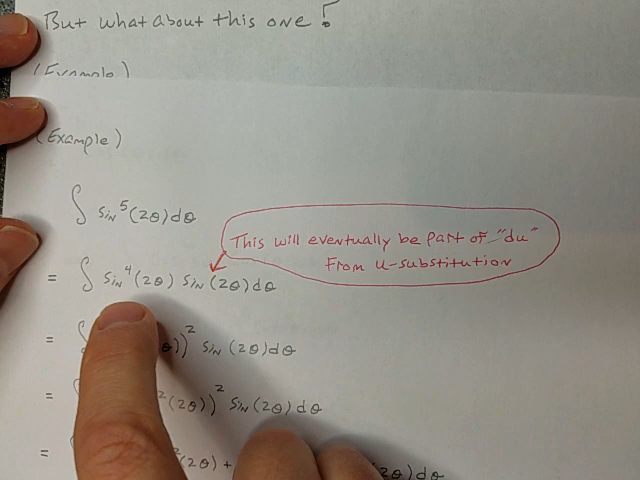 But what about this one?
(Example)
(Example)
∫ sin⁵(2θ)dθ
This will eventually be part of "du"
From u-substitution
= ∫ sin⁴(2θ) sin(2θ)dθ
= ∫ θ))² sin(2θ)dθ
= ²(2θ))² sin(2θ)dθ
= ²(2θ) + 2θ)dθ